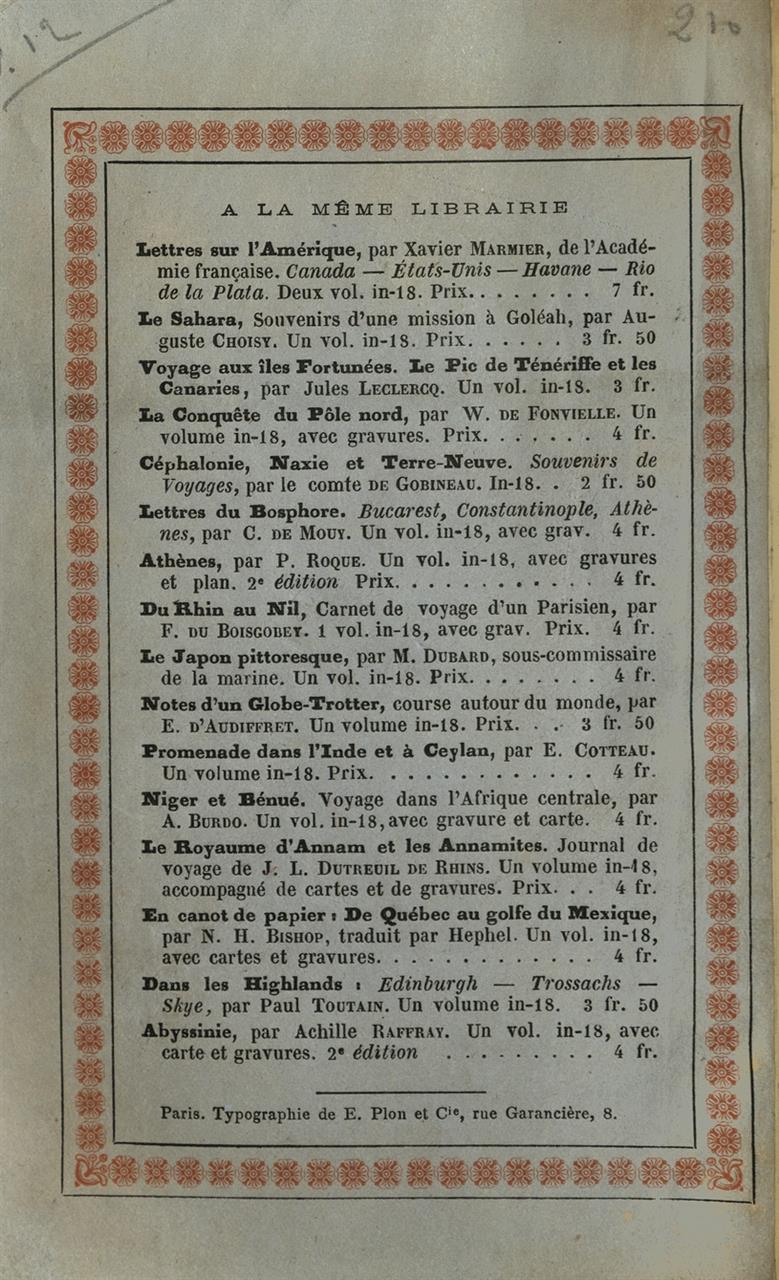 . 12
210
A LA MÊME LIBRAIRIE
Lettres sur l'Amérique, par Xavier MARMIER, de l'Acadé-
mie française. Canada — États-Unis — Havane — Rio
de la Plata. Deux vol. in-18. Prix. . . . . . . . 7 fr.
Le Sahara, Souvenirs d'une mission à Goléah, par Au-
guste CHOISY. Un vol. in-18. Prix. . . . . . 3 fr. 50
Voyage aux îles Fortunées. Le Pic de Ténériffe et les
Canaries, par Jules LECLERCQ. Un vol. in-18. 3 fr.
La Conquête du Pôle nord, par W. DE FONVIELLE. Un
volume in-18, avec gravures. Prix. . . . . . . 4 fr.
Céphalonie, Naxie et Terre-Neuve. Souvenirs de
Voyages, par le comte DE GOBINEAU. In-18. . 2 fr. 50
Lettres du Bosphore. Bucarest, Constantinople, Athè-
nes, par C. DE MOUY. Un vol. in-18, avec grav. 4 fr.
Athènes, par P. ROQUE. Un vol. in-18, avec gravures
et plan. 2e édition Prix. . . . . . . . . . . . 4 fr.
Du Rhin au Nil, Carnet de voyage d'un Parisien, par
F. DU BOISGOBEY. 1 vol. in-18, avec grav. Prix. 4 fr.
Le Japon pittoresque, par M. DUBARD, sous-commissaire
de la marine. Un vol. in-18. Prix. . . . . . . . 4 fr.
Notes d'un Globe-Trotter, course autour du monde, par
E. D'AUDIFFRET. Un volume in-18. Prix. . . 3 fr. 50
Promenade dans l'Inde et à Ceylan, par E. COTTEAU.
Un volume in-18. Prix. . . . . . . . . . . . . 4 fr.
Niger et Bénué. Voyage dans l'Afrique centrale, par
A. BURDO. Un vol. in-18, avec gravure et carte. 4 fr.
Le Royaume d'Annam et les Annamites. Journal de
voyage de J. L. DUTREUIL DE RHINS. Un volume in-18,
accompagné de cartes et de gravures. Prix. . . 4 fr.
En canot de papier : De Québec au golfe du Mexique,
par N. H. BISHOP, traduit par Hephel. Un vol. in-18,
avec cartes et gravures. . . . . . . . . . . . . 4 fr.
Dans les Highlands : Edinburgh — Trossachs —
Skye, par Paul TOUTAIN. Un volume in-18. 3 fr. 50
Abyssinie, par Achille RAFFRAY. Un vol. in-18, avec
carte et gravures. 2e édition . . . . . . . . . 4 fr.
Paris. Typographie de E. Plon et Cie, rue Garancière, 8.